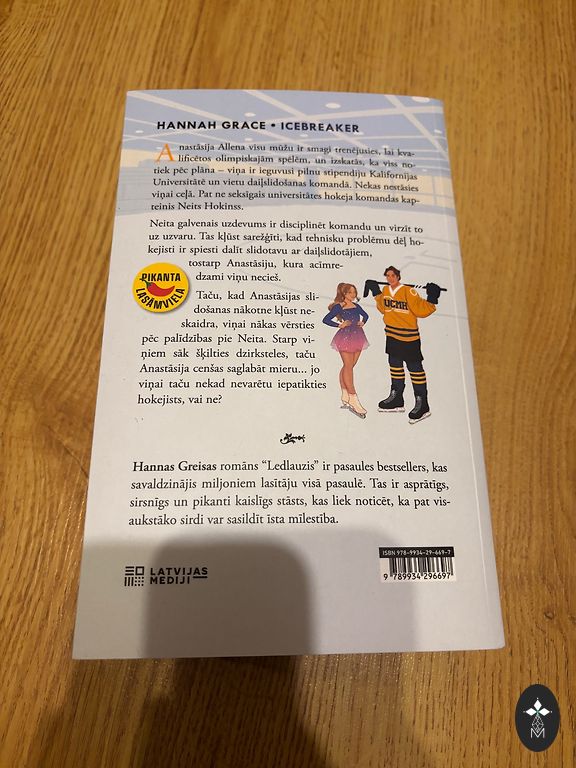 HANNAH GRACE • ICEBREAKER
Anastāsija Allena visu mūžu ir smagi trenējusies, lai kva-
lificētos olimpiskajām spēlēm, un izskatās, ka viss no-
tiek pēc plāna – viņa ir ieguvusi pilnu stipendiju Kalifornijas
Universitātē un vietu daiļslidošanas komandā. Nekas nestāsies
viņai ceļā. Pat ne seksīgais universitātes hokeja komandas kap-
teinis Neits Hokinss.
Neita galvenais uzdevums ir disciplinēt komandu un virzīt to
uz uzvaru. Tas kļūst sarežģīti, kad tehnisku problēmu dēļ ho-
kejisti ir spiesti dalīt slidotavu ar daiļslidotājiem,
tostarp Anastāsiju, kura acīmre-
dzami viņu necieš.
PIKANTA
LASĀMVIELA
Taču, kad Anastāsijas sli-
došanas nākotne kļūst ne-
skaidra, viņai nākas vērsties
pēc palīdzības pie Neita. Starp vi-
ņiem sāk šķilties dzirksteles, taču
Anastāsija cenšas saglabāt mieru... jo
viņai taču nekad nevarētu iepatikties
hokejists, vai ne?
UCMH
Hannas Greisas romāns “Ledlauzis” ir pasaules bestsellers, kas
savaldzinājis miljoniem lasītāju visā pasaulē. Tas ir asprātīgs,
sirsnīgs un pikanti kaislīgs stāsts, kas liek noticēt, ka pat vis-
aukstāko sirdi var sasildīt īsta mīlestība.
ISBN 978-9934-29-669-7
9 789934 296697
LATVIJAS
MEDIJI
M